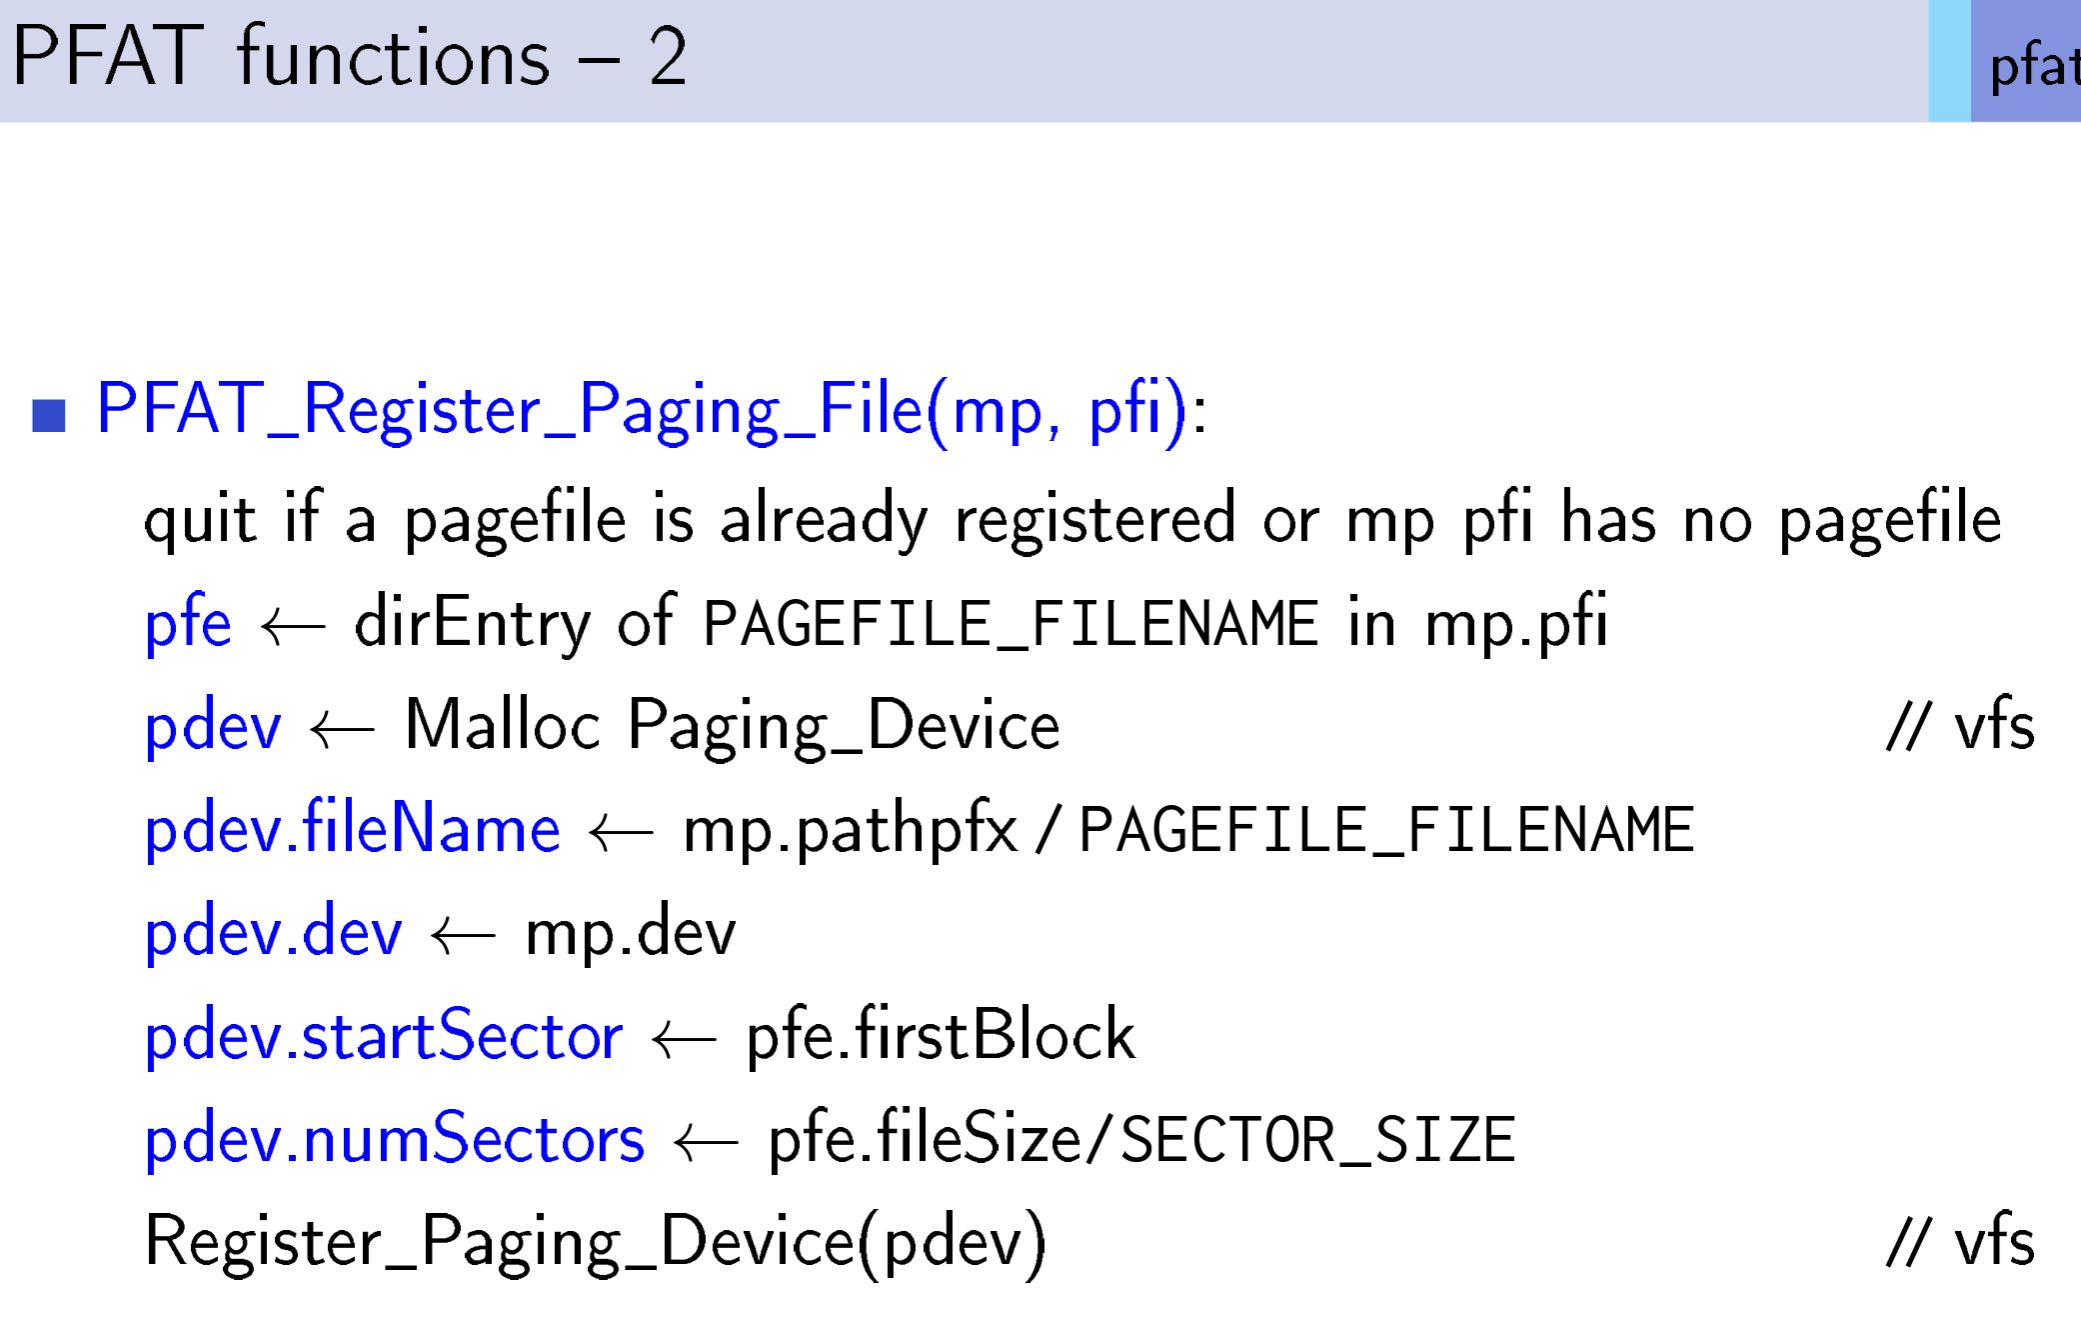 PFAT functions – 2
pfat
PFAT_Register_Paging_File(mp, pfi):
quit if a pagefile is already registered or mp pfi has no pagefile
pfe ← dirEntry of PAGEFILE_FILENAME in mp.pfi
pdev ← Malloc Paging_Device // vfs
pdev.fileName ← mp.pathpfx / PAGEFILE_FILENAME
pdev.dev ← mp.dev
pdev.startSector ← pfe.firstBlock
pdev.numSectors ← pfe.fileSize/SECTOR_SIZE
Register_Paging_Device(pdev) // vfs